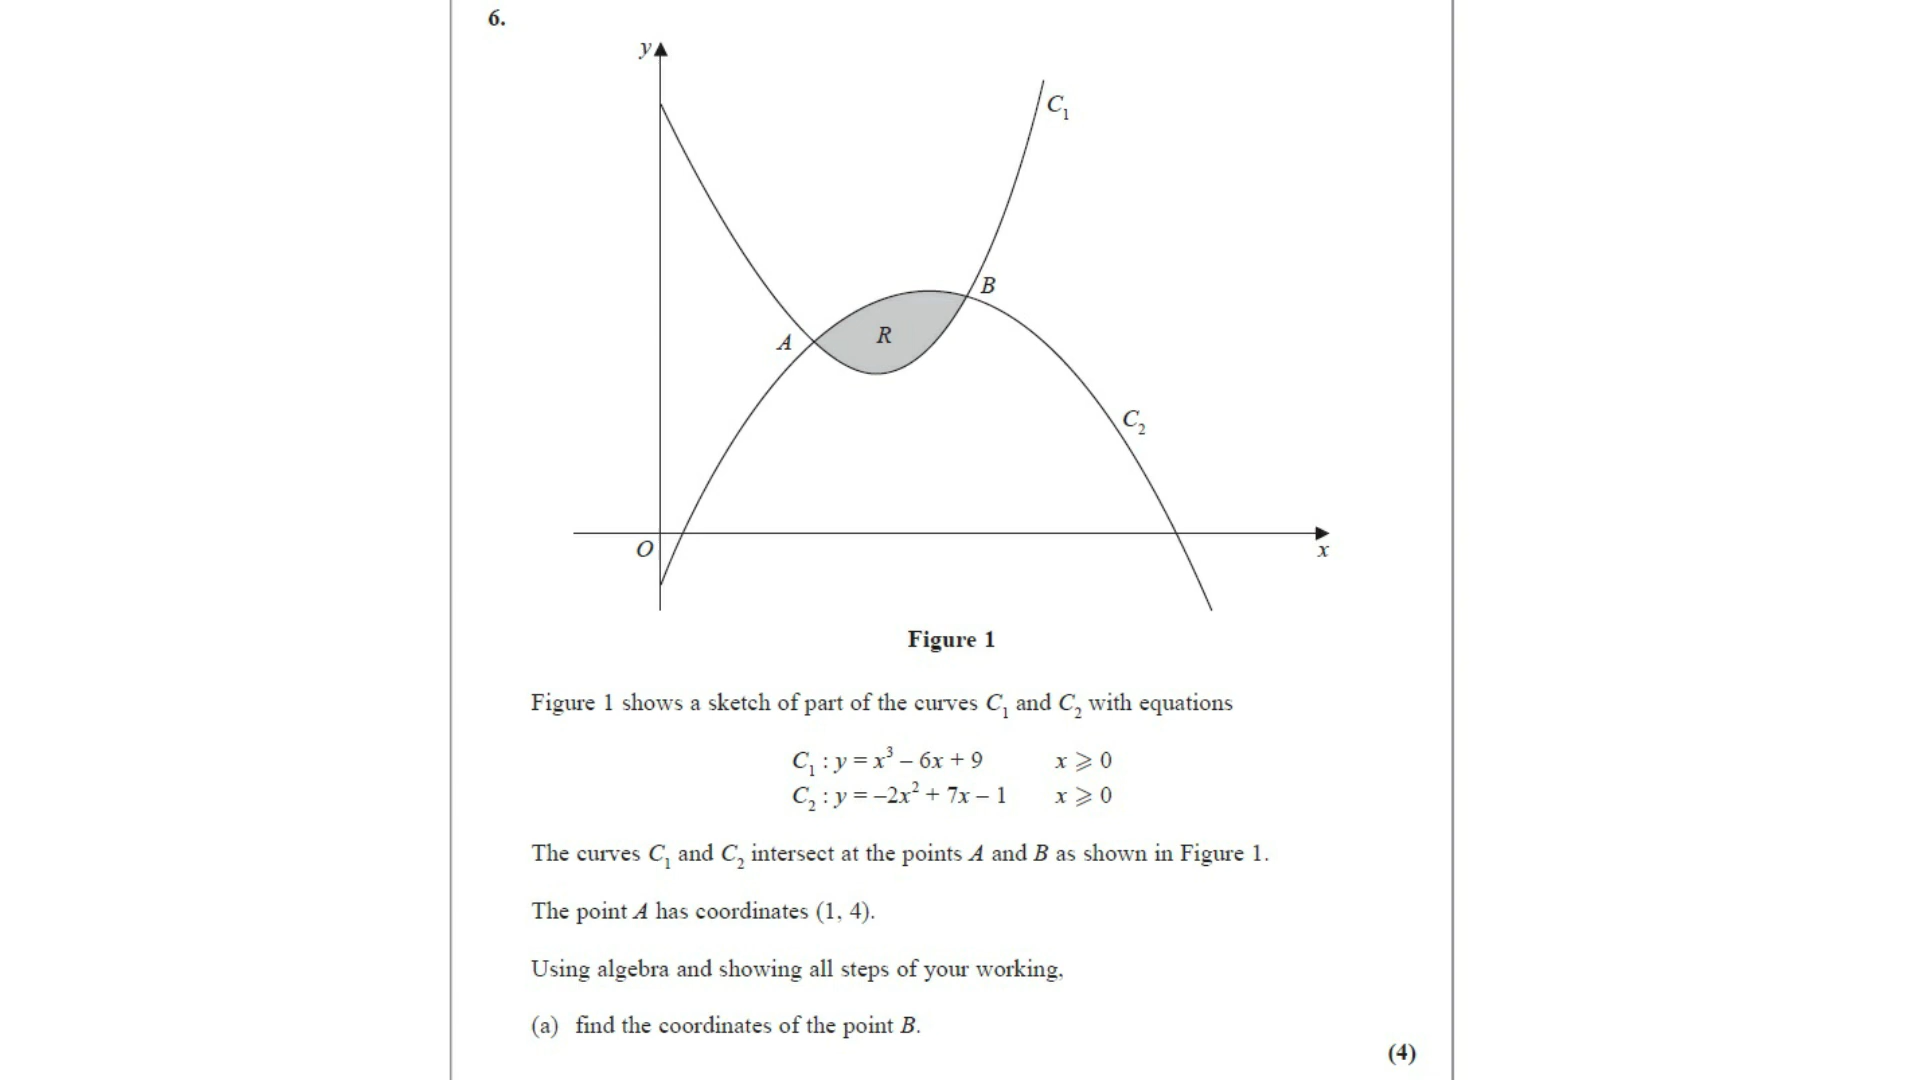 6.
y
C₁
B
R
A
C₂
O
x
Figure 1
Figure 1 shows a sketch of part of the curves C₁ and C₂ with equations
C₁ : y = x³ – 6x + 9 x ⩾ 0
C₂ : y = –2x² + 7x – 1 x ⩾ 0
The curves C₁ and C₂ intersect at the points A and B as shown in Figure 1.
The point A has coordinates (1, 4).
Using algebra and showing all steps of your working,
(a) find the coordinates of the point B.
(4)